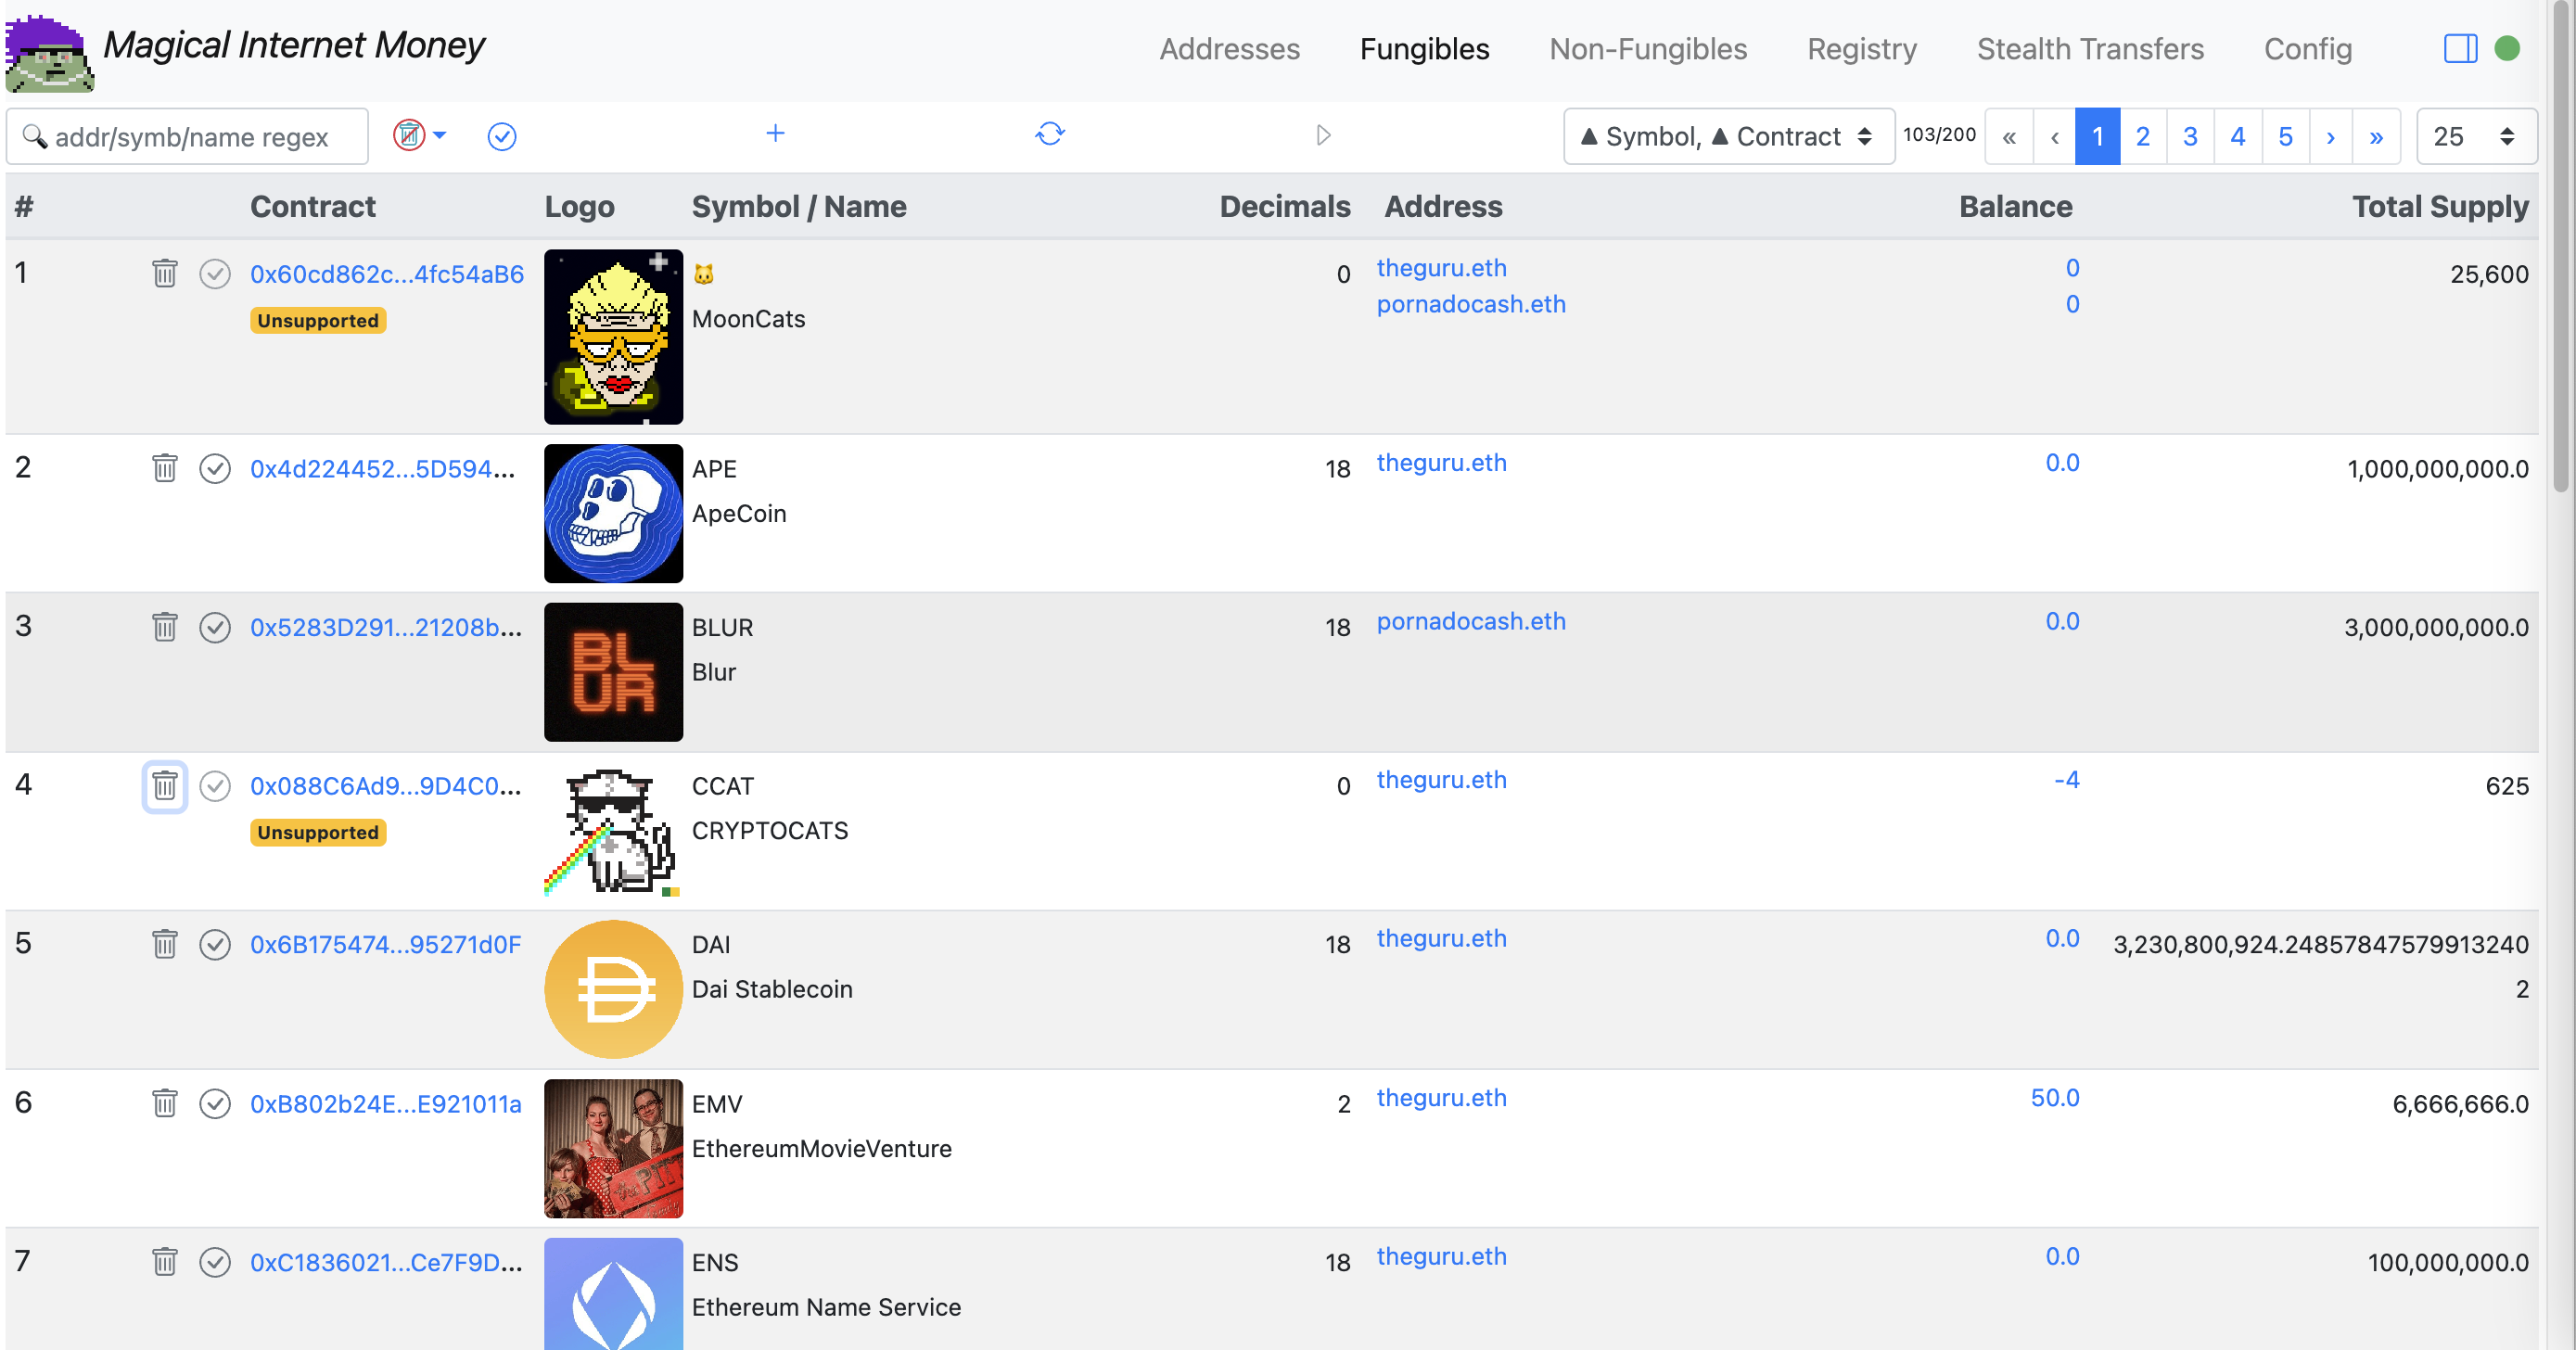 Magical Internet Money
Addresses Fungibles Non-Fungibles Registry Stealth Transfers Config
🔍 addr/symb/name regex
▲ Symbol, ▲ Contract 103/200 « ‹ 1 2 3 4 5 › » 25
# Contract Logo Symbol / Name Decimals Address Balance Total Supply
1 0x60cd862c...4fc54aB6 🐱 0 theguru.eth 0 25,600
pornadocash.eth 0
Unsupported MoonCats
2 0x4d224452...5D594... APE 18 theguru.eth 0.0 1,000,000,000.0
ApeCoin
3 0x5283D291...21208b... BLUR 18 pornadocash.eth 0.0 3,000,000,000.0
BL
UR
Blur
4 0x088C6Ad9...9D4C0... CCAT 0 theguru.eth -4 625
Unsupported CRYPTOCATS
5 0x6B175474...95271d0F DAI 18 theguru.eth 0.0 3,230,800,924.24857847579913240
Dai Stablecoin 2
6 0xB802b24E...E921011a EMV 2 theguru.eth 50.0 6,666,666.0
EthereumMovieVenture
7 0xC1836021...Ce7F9D... ENS 18 theguru.eth 0.0 100,000,000.0
Ethereum Name Service